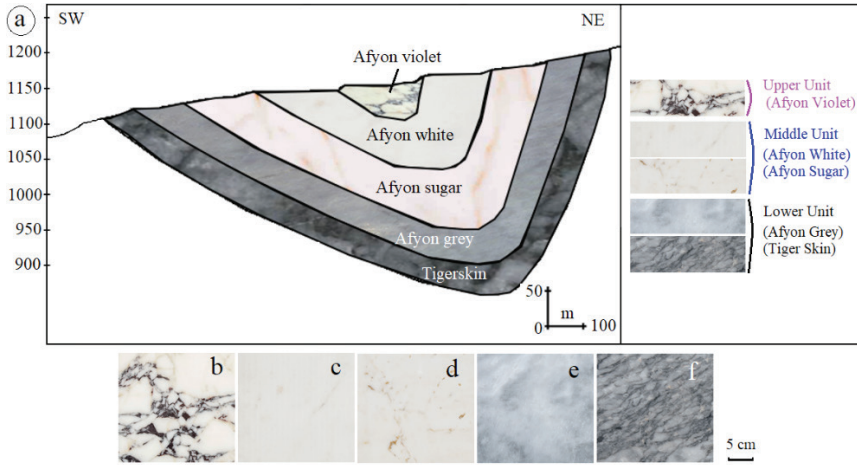 a
SW
NE
1200
1150
1100
1050
1000
950
900
Afyon violet
Afyon white
Afyon sugar
Afyon grey
Tigerskin
50
m
0
100
Upper Unit
(Afyon Violet)
Middle Unit
(Afyon White)
(Afyon Sugar)
Lower Unit
(Afyon Grey)
(Tiger Skin)
b
c
d
e
f
5 cm